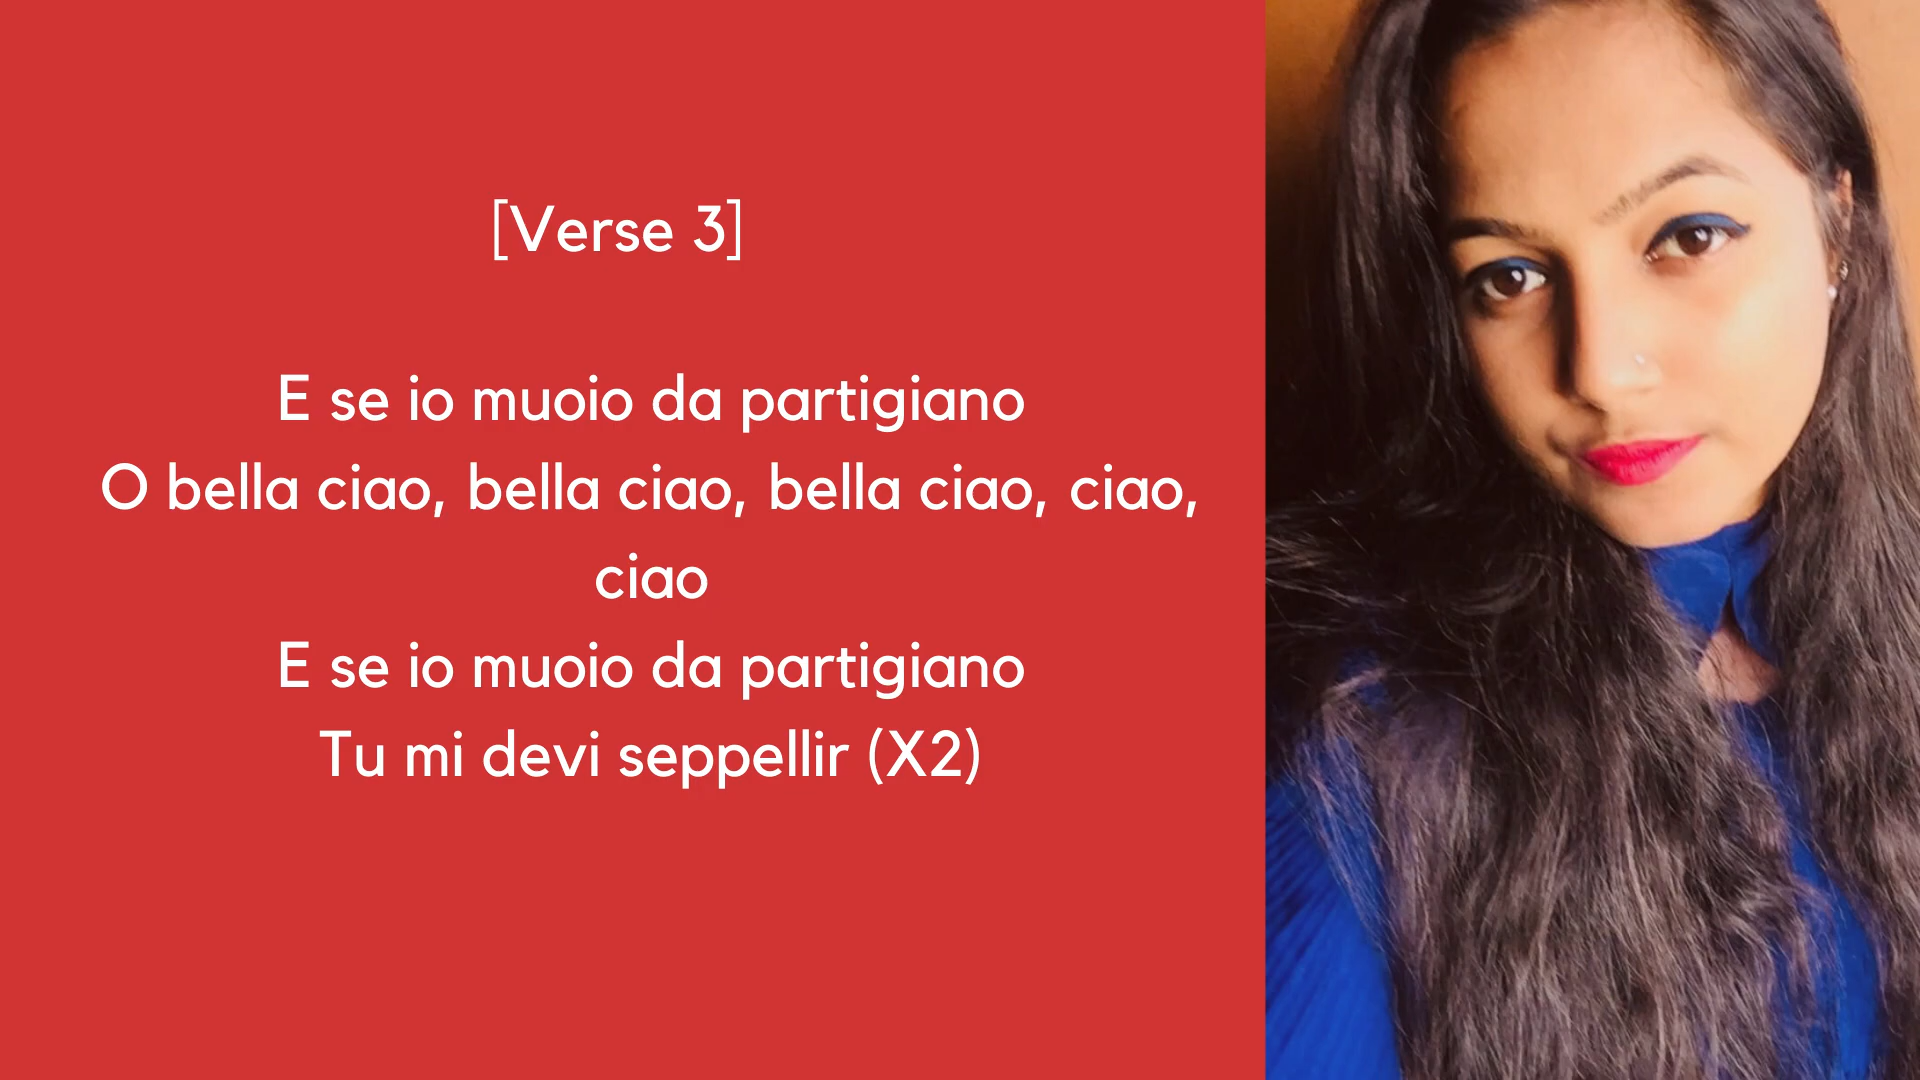 [Verse 3]
E se io muoio da partigiano
O bella ciao, bella ciao, bella ciao, ciao,
ciao
E se io muoio da partigiano
Tu mi devi seppellir (X2)